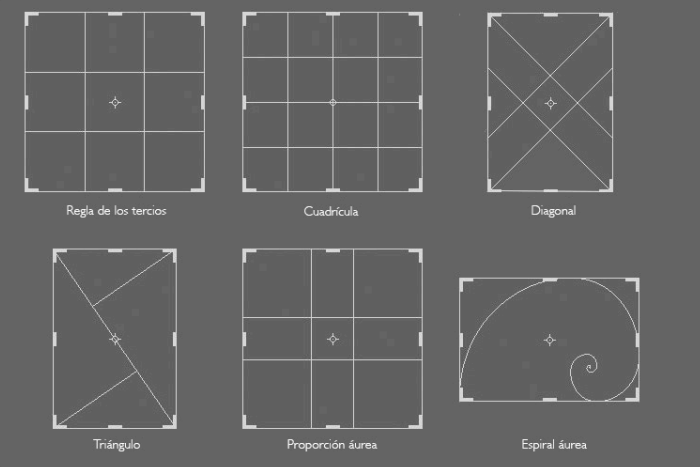 Regla de los tercios
Cuadrícula
Diagonal
Triángulo
Proporción áurea
Espiral áurea